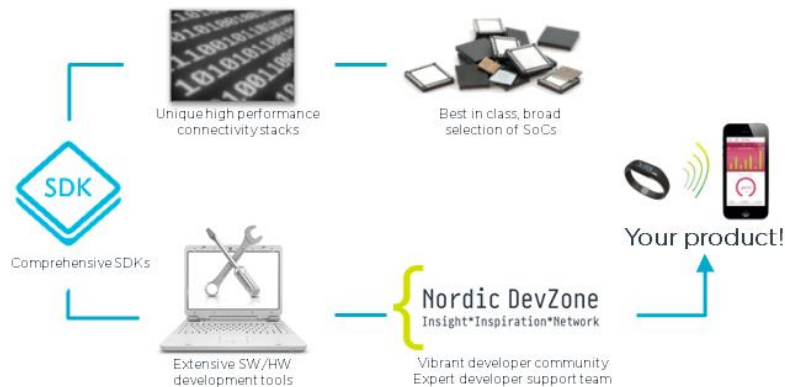 Unique high performance
connectivity stacks
Best in class, broad
selection of SoCs
SDK
Comprehensive SDKs
Your product!
Extensive SW/HW
development tools
Nordic DevZone
Insight*Inspiration*Network
Vibrant developer community
Expert developer support team